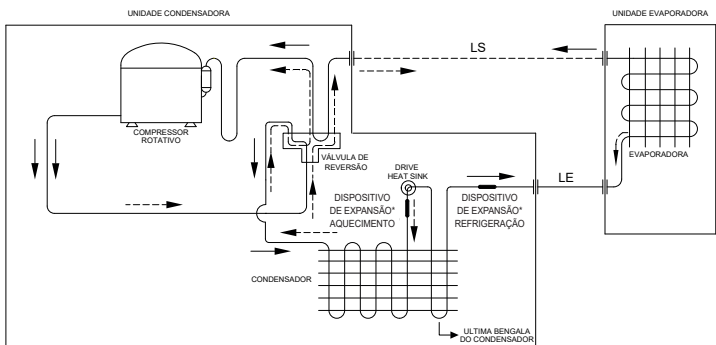 UNIDADE CONDENSADORA
UNIDADE EVAPORADORA
LS
COMPRESSOR
ROTATIVO
VÁLVULA DE
REVERSÃO
EVAPORADORA
DRIVE
HEAT SINK
LE
DISPOSITIVO
DE EXPANSÃO*
AQUECIMENTO
DISPOSITIVO
DE EXPANSÃO*
REFRIGERAÇÃO
CONDENSADOR
ULTIMA BENGALA
DO CONDENSADOR